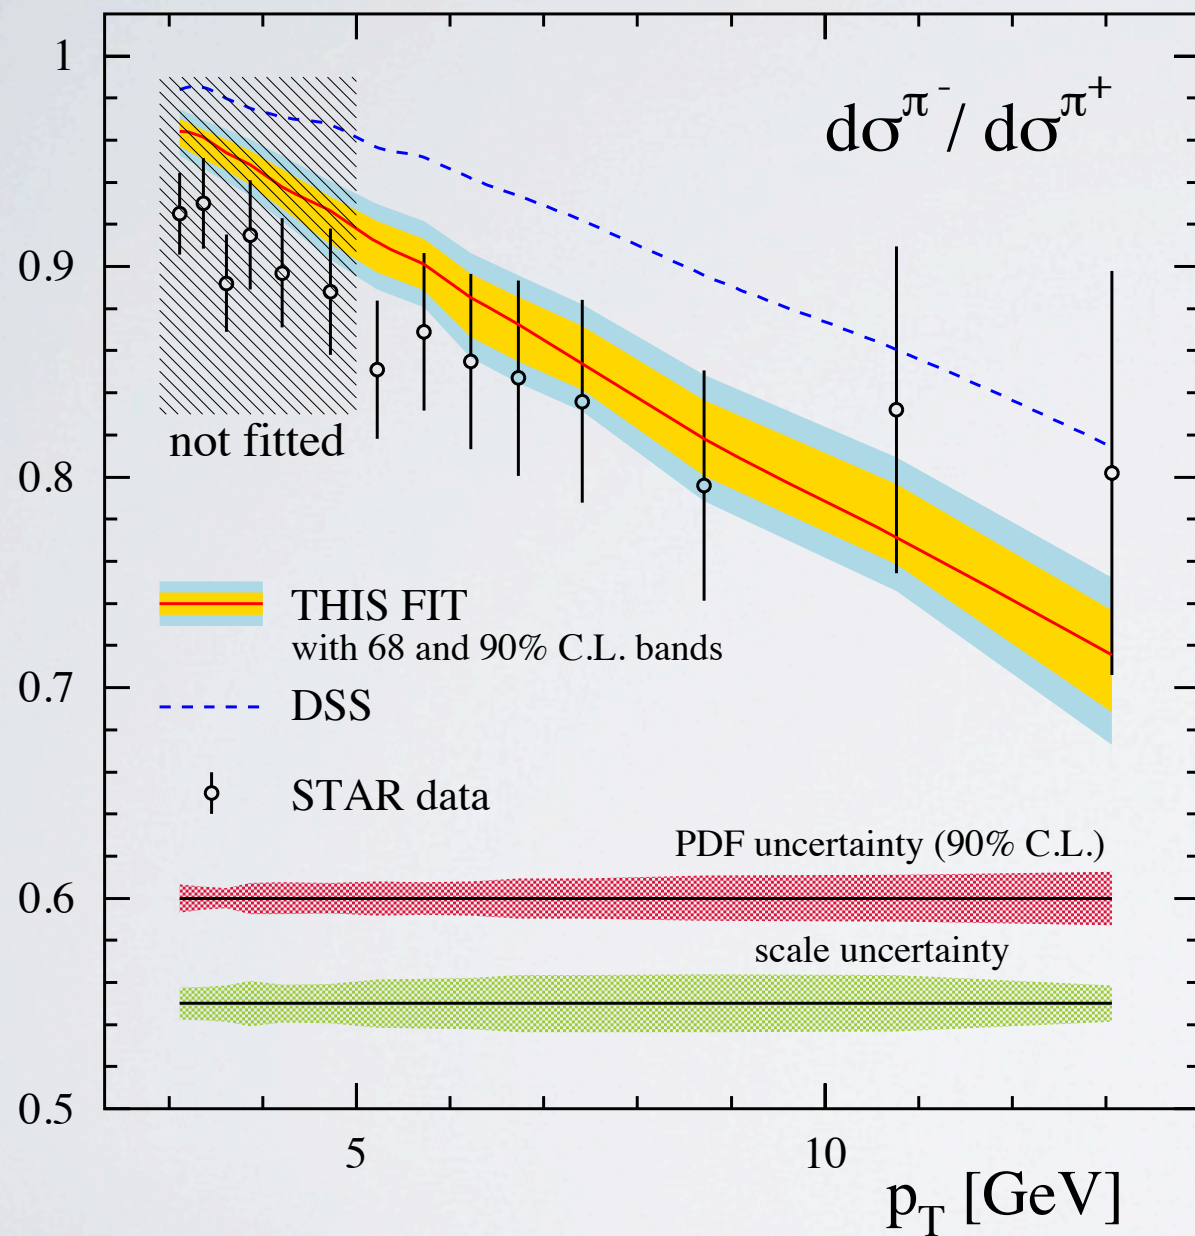 1
0.9
0.8
0.7
0.6
0.5
dσ^π⁻ / dσ^π⁺
not fitted
THIS FIT
with 68 and 90% C.L. bands
DSS
STAR data
PDF uncertainty (90% C.L.)
scale uncertainty
5
10
p_T [GeV]